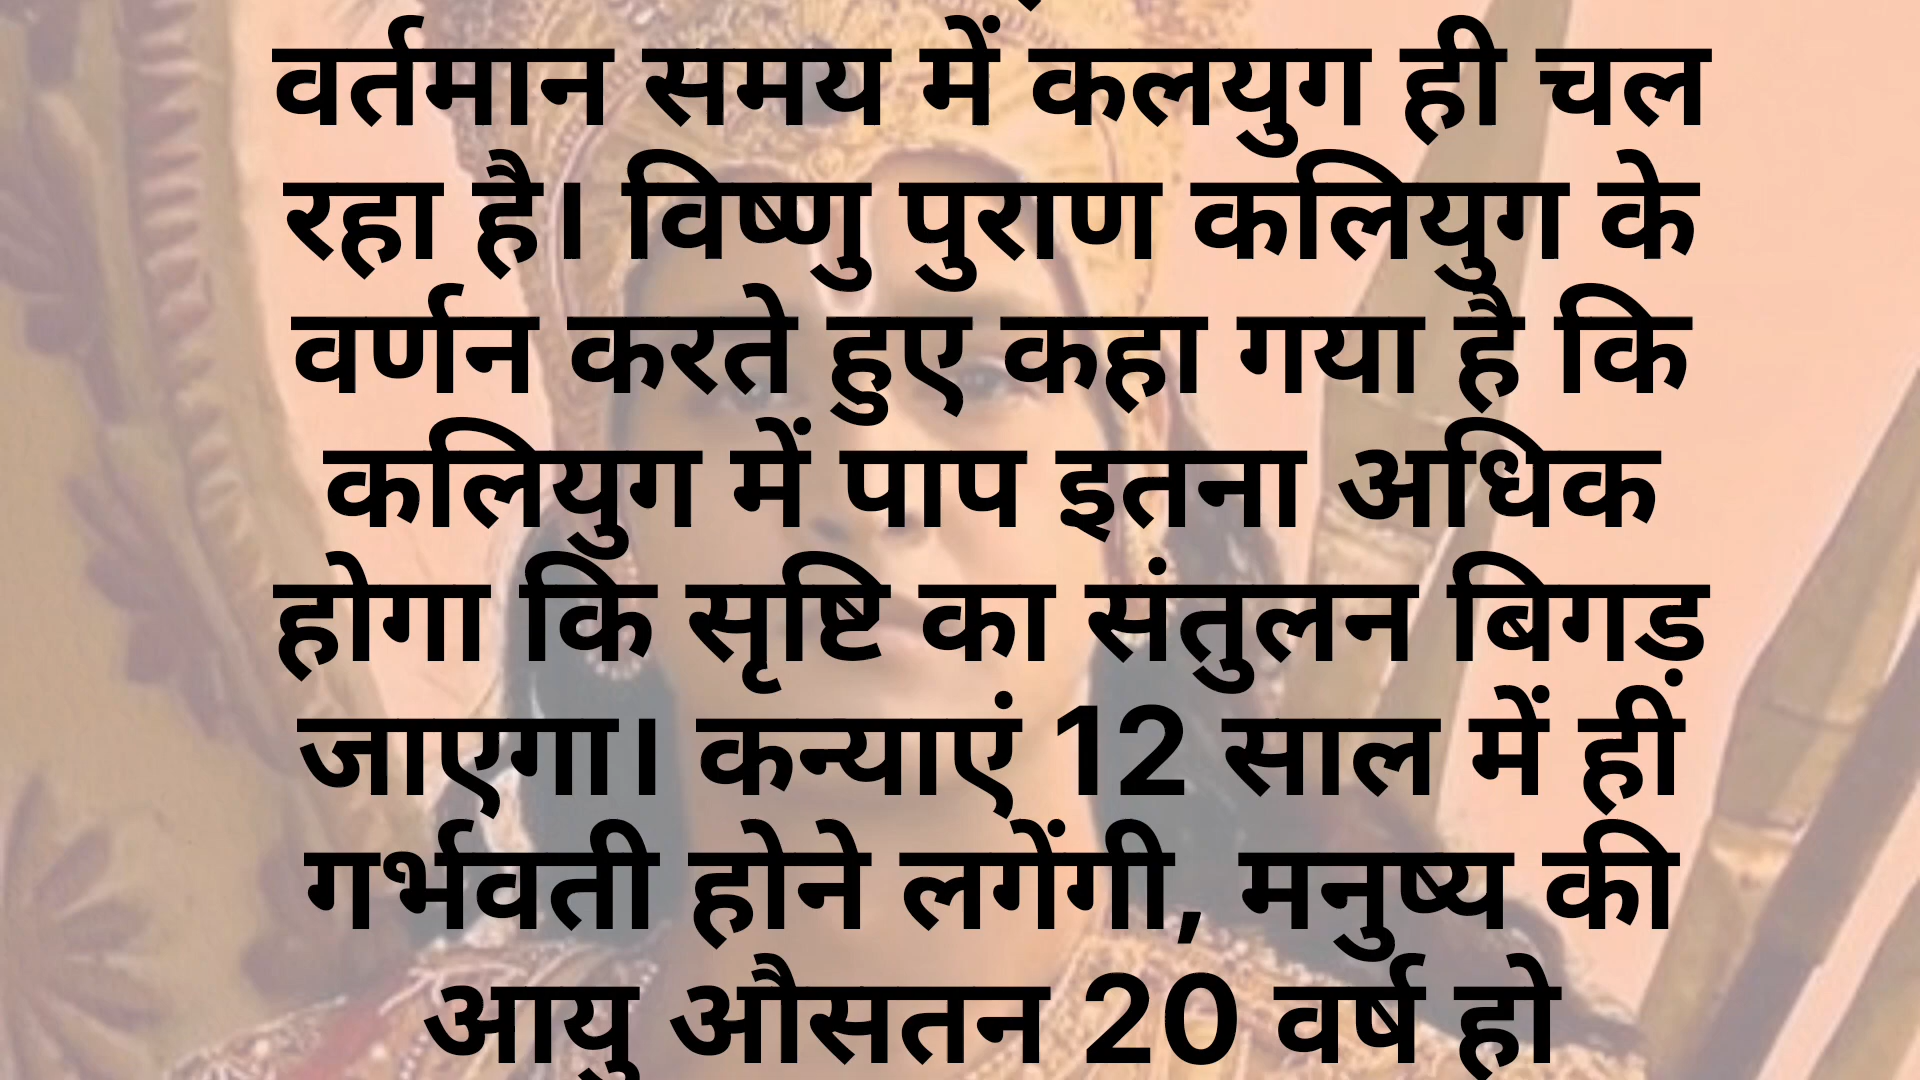 वर्तमान समय में कलयुग ही चल
रहा है। विष्णु पुराण कलियुग के
वर्णन करते हुए कहा गया है कि
कलियुग में पाप इतना अधिक
होगा कि सृष्टि का संतुलन बिगड़
जाएगा। कन्याएं 12 साल में ही
गर्भवती होने लगेंगी, मनुष्य की
आयु औसतन 20 वर्ष हो